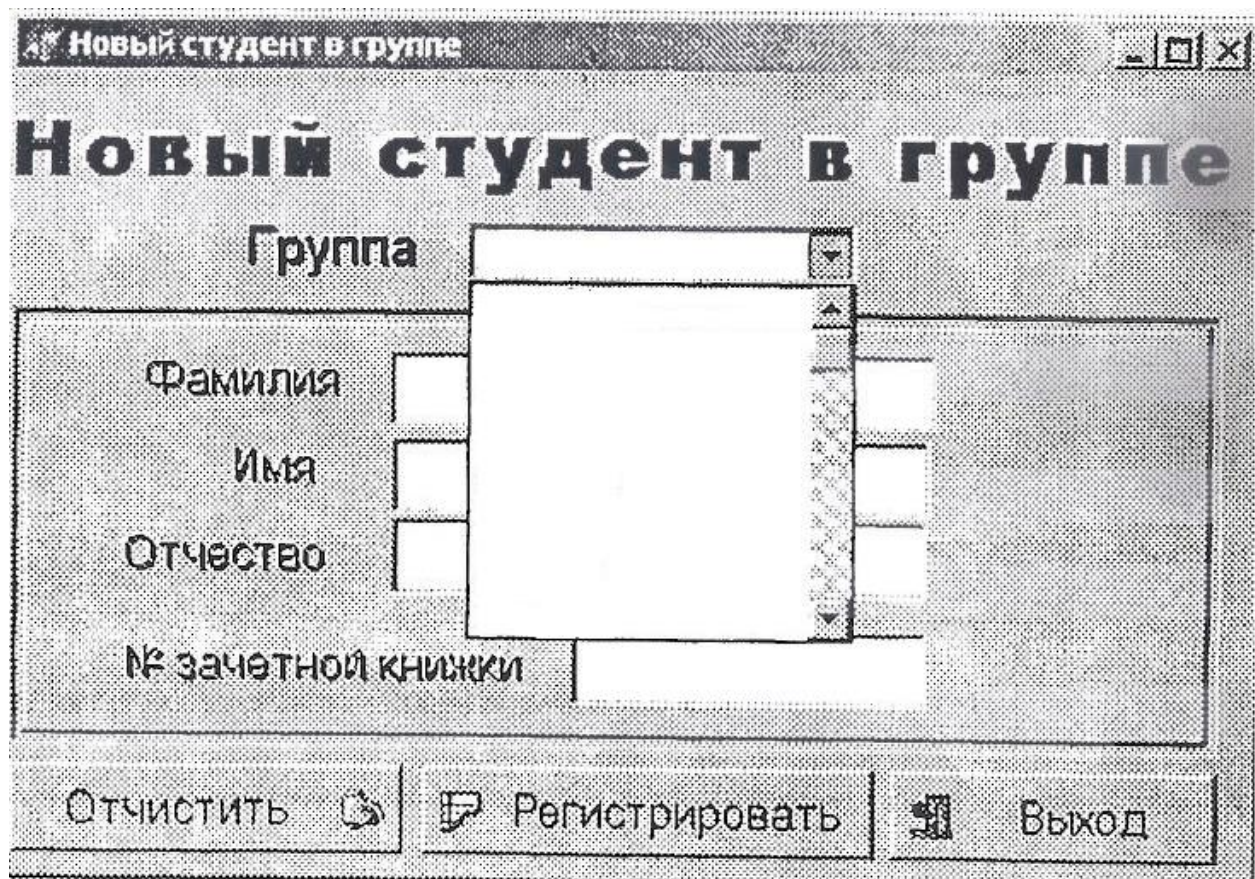 Новый студент в группе
Новый студент в группе
Группа
Фамилия
Имя
Отчество
№ зачетной книжки
Отчистить Регистрировать Выход